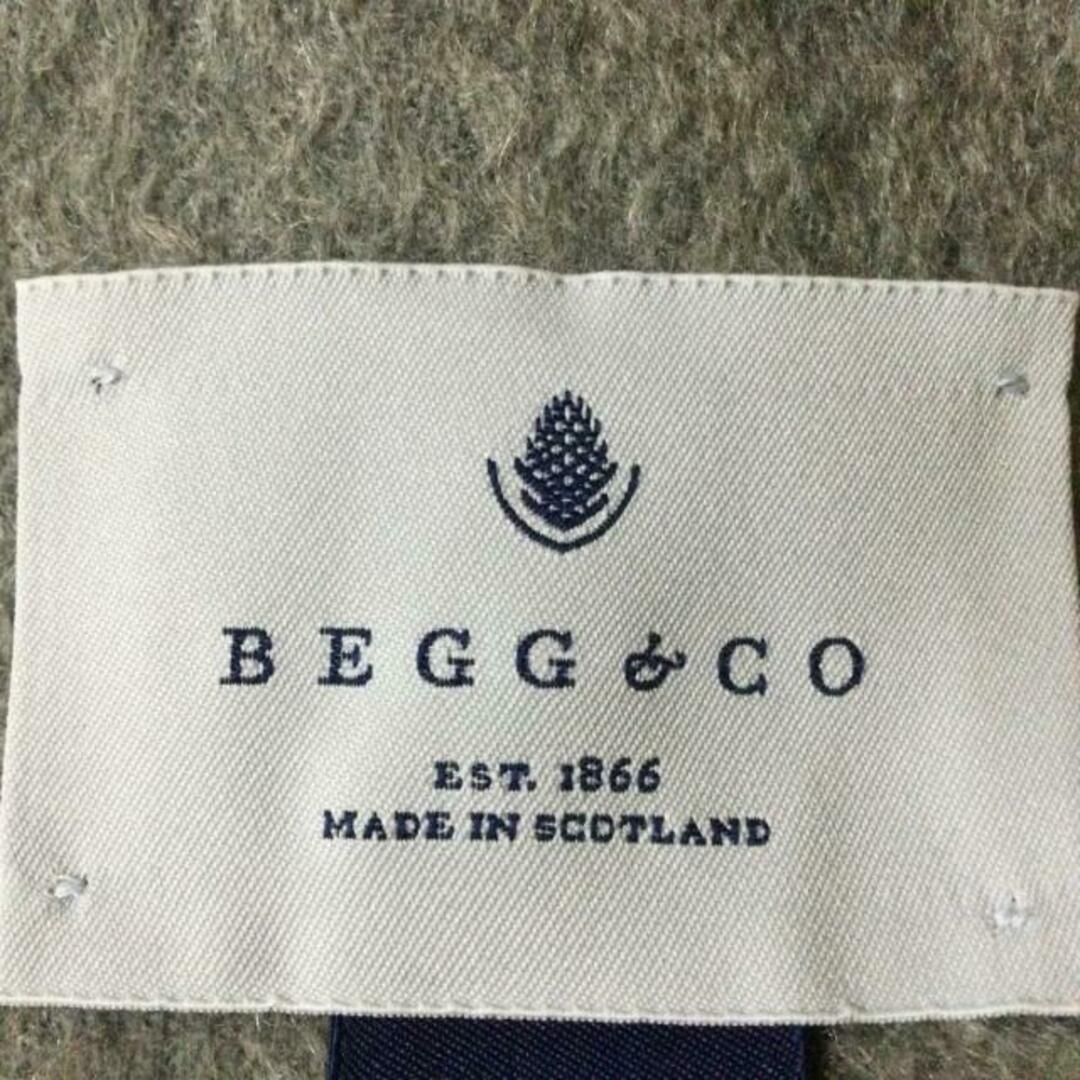 BEGG & CO
EST. 1866
MADE IN SCOTLAND